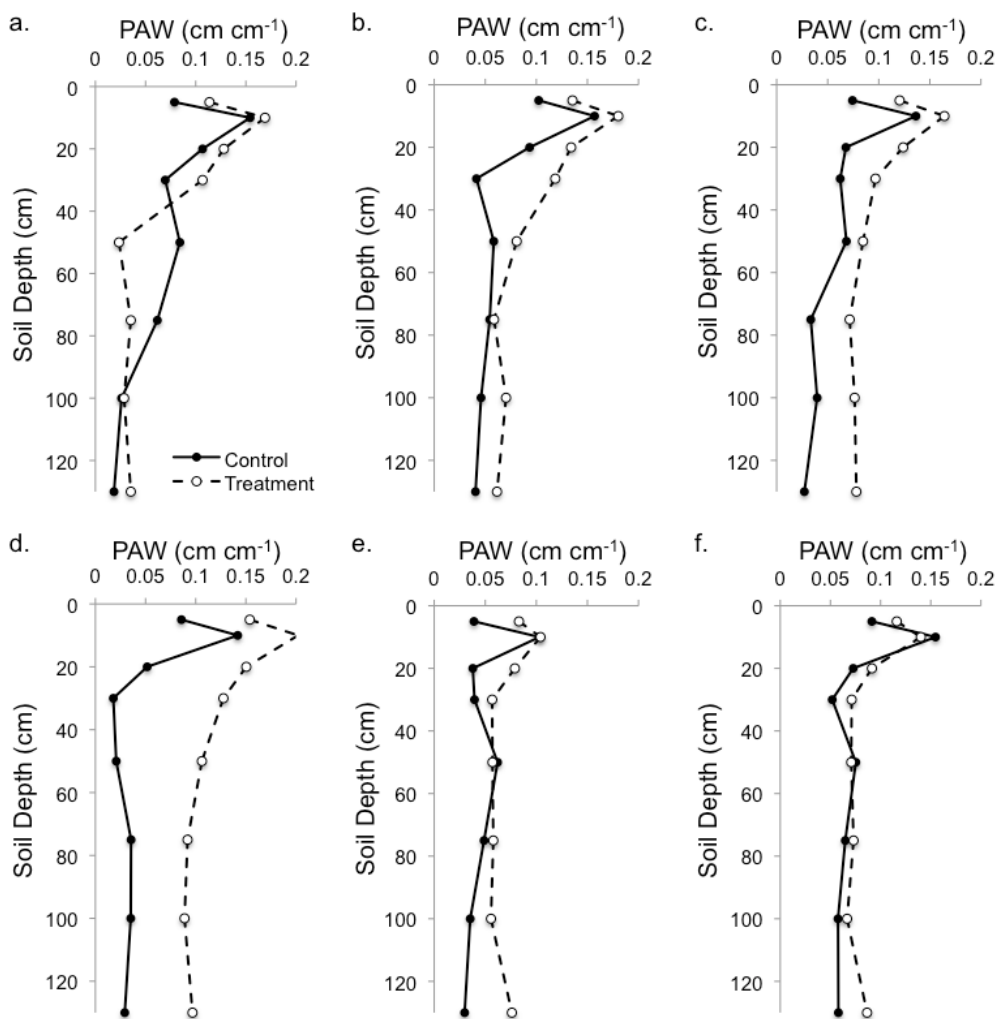 a. PAW (cm cm⁻¹)
0 0.05 0.1 0.15 0.2
0
20
40
60
80
100
120
Soil Depth (cm)
Control
Treatment
b. PAW (cm cm⁻¹)
0 0.05 0.1 0.15 0.2
0
20
40
60
80
100
120
Soil Depth (cm)
c. PAW (cm cm⁻¹)
0 0.05 0.1 0.15 0.2
0
20
40
60
80
100
120
Soil Depth (cm)
d. PAW (cm cm⁻¹)
0 0.05 0.1 0.15 0.2
0
20
40
60
80
100
120
Soil Depth (cm)
e. PAW (cm cm⁻¹)
0 0.05 0.1 0.15 0.2
0
20
40
60
80
100
120
Soil Depth (cm)
f. PAW (cm cm⁻¹)
0 0.05 0.1 0.15 0.2
0
20
40
60
80
100
120
Soil Depth (cm)